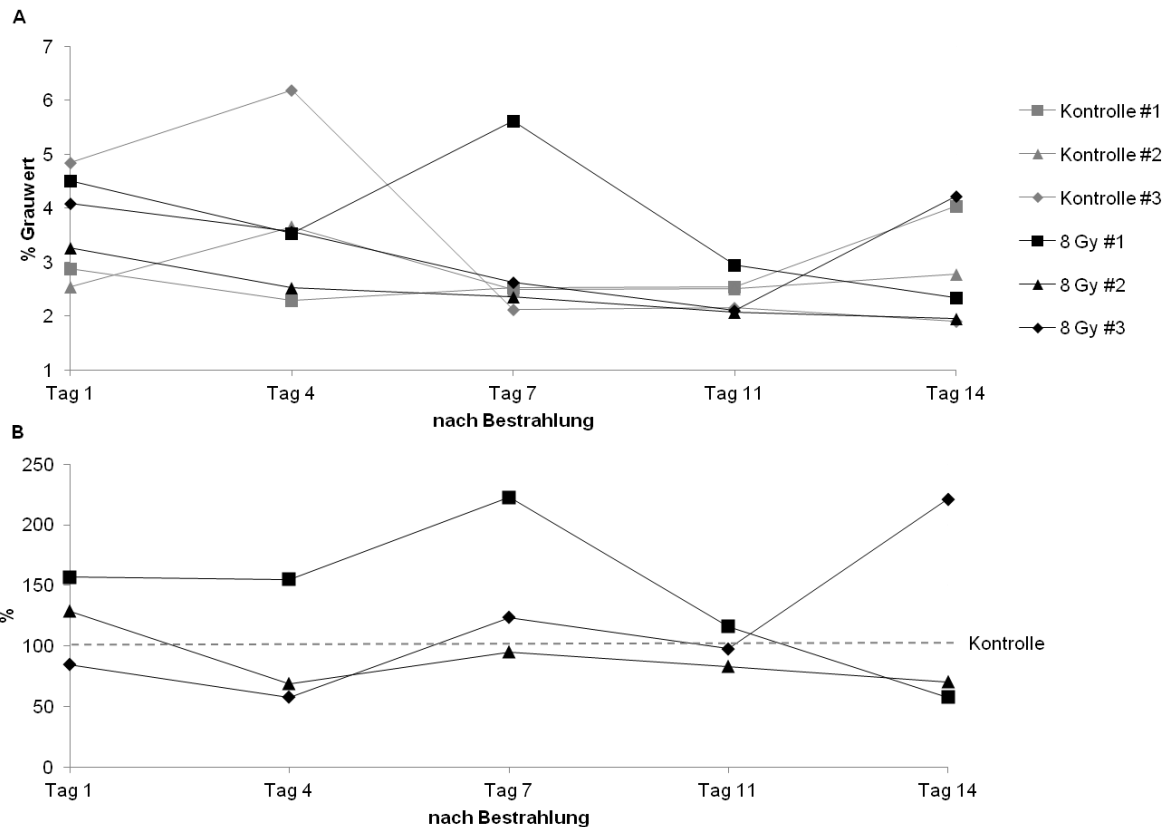 A
7
6
5
4
3
2
1
% Grauwert
Tag 1
Tag 4
Tag 7
Tag 11
Tag 14
nach Bestrahlung
Kontrolle #1
Kontrolle #2
Kontrolle #3
8 Gy #1
8 Gy #2
8 Gy #3
B
250
200
150
100
50
0
%
Kontrolle
Tag 1
Tag 4
Tag 7
Tag 11
Tag 14
nach Bestrahlung